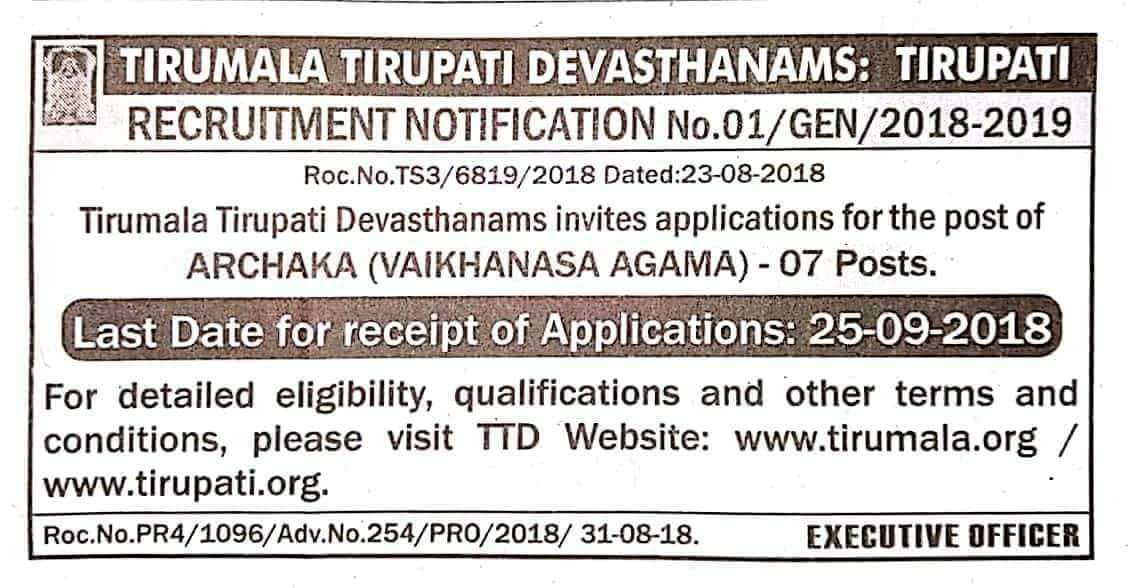 TIRUMALA TIRUPATI DEVASTHANAMS: TIRUPATI
RECRUITMENT NOTIFICATION No.01/GEN/2018-2019
Roc.No.TS3/6819/2018 Dated:23-08-2018
Tirumala Tirupati Devasthanams invites applications for the post of
ARCHAKA (VAIKHANASA AGAMA) - 07 Posts.
Last Date for receipt of Applications: 25-09-2018
For detailed eligibility, qualifications and other terms and
conditions, please visit TTD Website: www.tirumala.org /
www.tirupati.org.
Roc.No.PR4/1096/Adv.No.254/PRO/2018/ 31-08-18. EXECUTIVE OFFICER